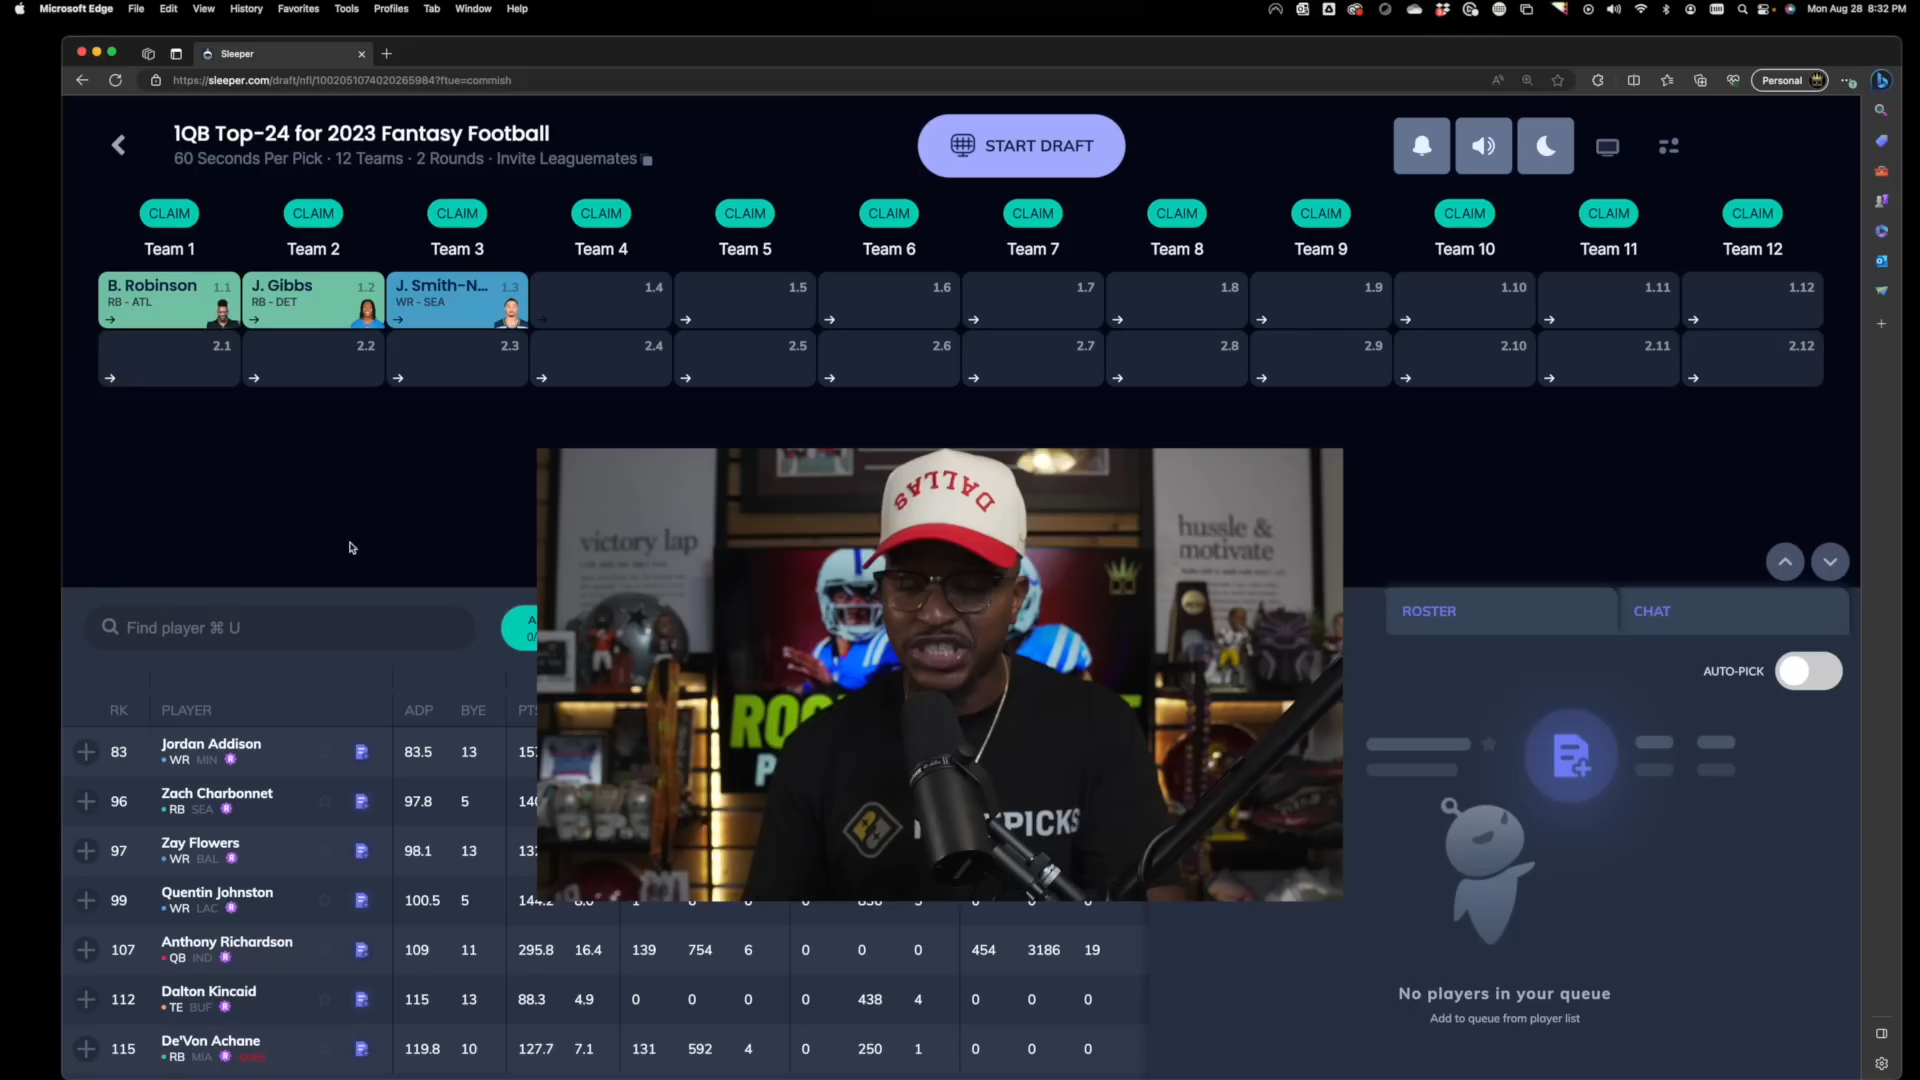 Microsoft Edge File Edit View History Favorites Tools Profiles Tab Window Help
Mon Aug 28 8:32 PM
Sleeper
https://sleeper.com/draft/nfl/1002051074020265984?ftue=commish
Personal
1QB Top-24 for 2023 Fantasy Football
60 Seconds Per Pick · 12 Teams · 2 Rounds · Invite Leaguemates
START DRAFT
CLAIM CLAIM CLAIM CLAIM CLAIM CLAIM CLAIM CLAIM CLAIM CLAIM CLAIM CLAIM
Team 1 Team 2 Team 3 Team 4 Team 5 Team 6 Team 7 Team 8 Team 9 Team 10 Team 11 Team 12
B. Robinson 1.1 J. Gibbs 1.2 J. Smith-N... 1.3 1.4 1.5 1.6 1.7 1.8 1.9 1.10 1.11 1.12
RB - ATL RB - DET WR - SEA
2.1 2.2 2.3 2.4 2.5 2.6 2.7 2.8 2.9 2.10 2.11 2.12
DALLAS
victory lap
hussle &
motivate
Find player ⌘ U
ROSTER CHAT
AUTO-PICK
RK PLAYER ADP BYE PTS
83 Jordan Addison 83.5 13
WR MIN R
96 Zach Charbonnet 97.8 5
RB SEA R
97 Zay Flowers 98.1 13
WR BAL R
99 Quentin Johnston 100.5 5 144.2
WR LAC R
107 Anthony Richardson 109 11 295.8 16.4 139 754 6 0 0 0 454 3186 19
QB IND R
112 Dalton Kincaid 115 13 88.3 4.9 0 0 0 0 438 4 0 0 0
TE BUF R
115 De'Von Achane 119.8 10 127.7 7.1 131 592 4 0 250 1 0 0 0
RB MIA R
PICKS
No players in your queue
Add to queue from player list